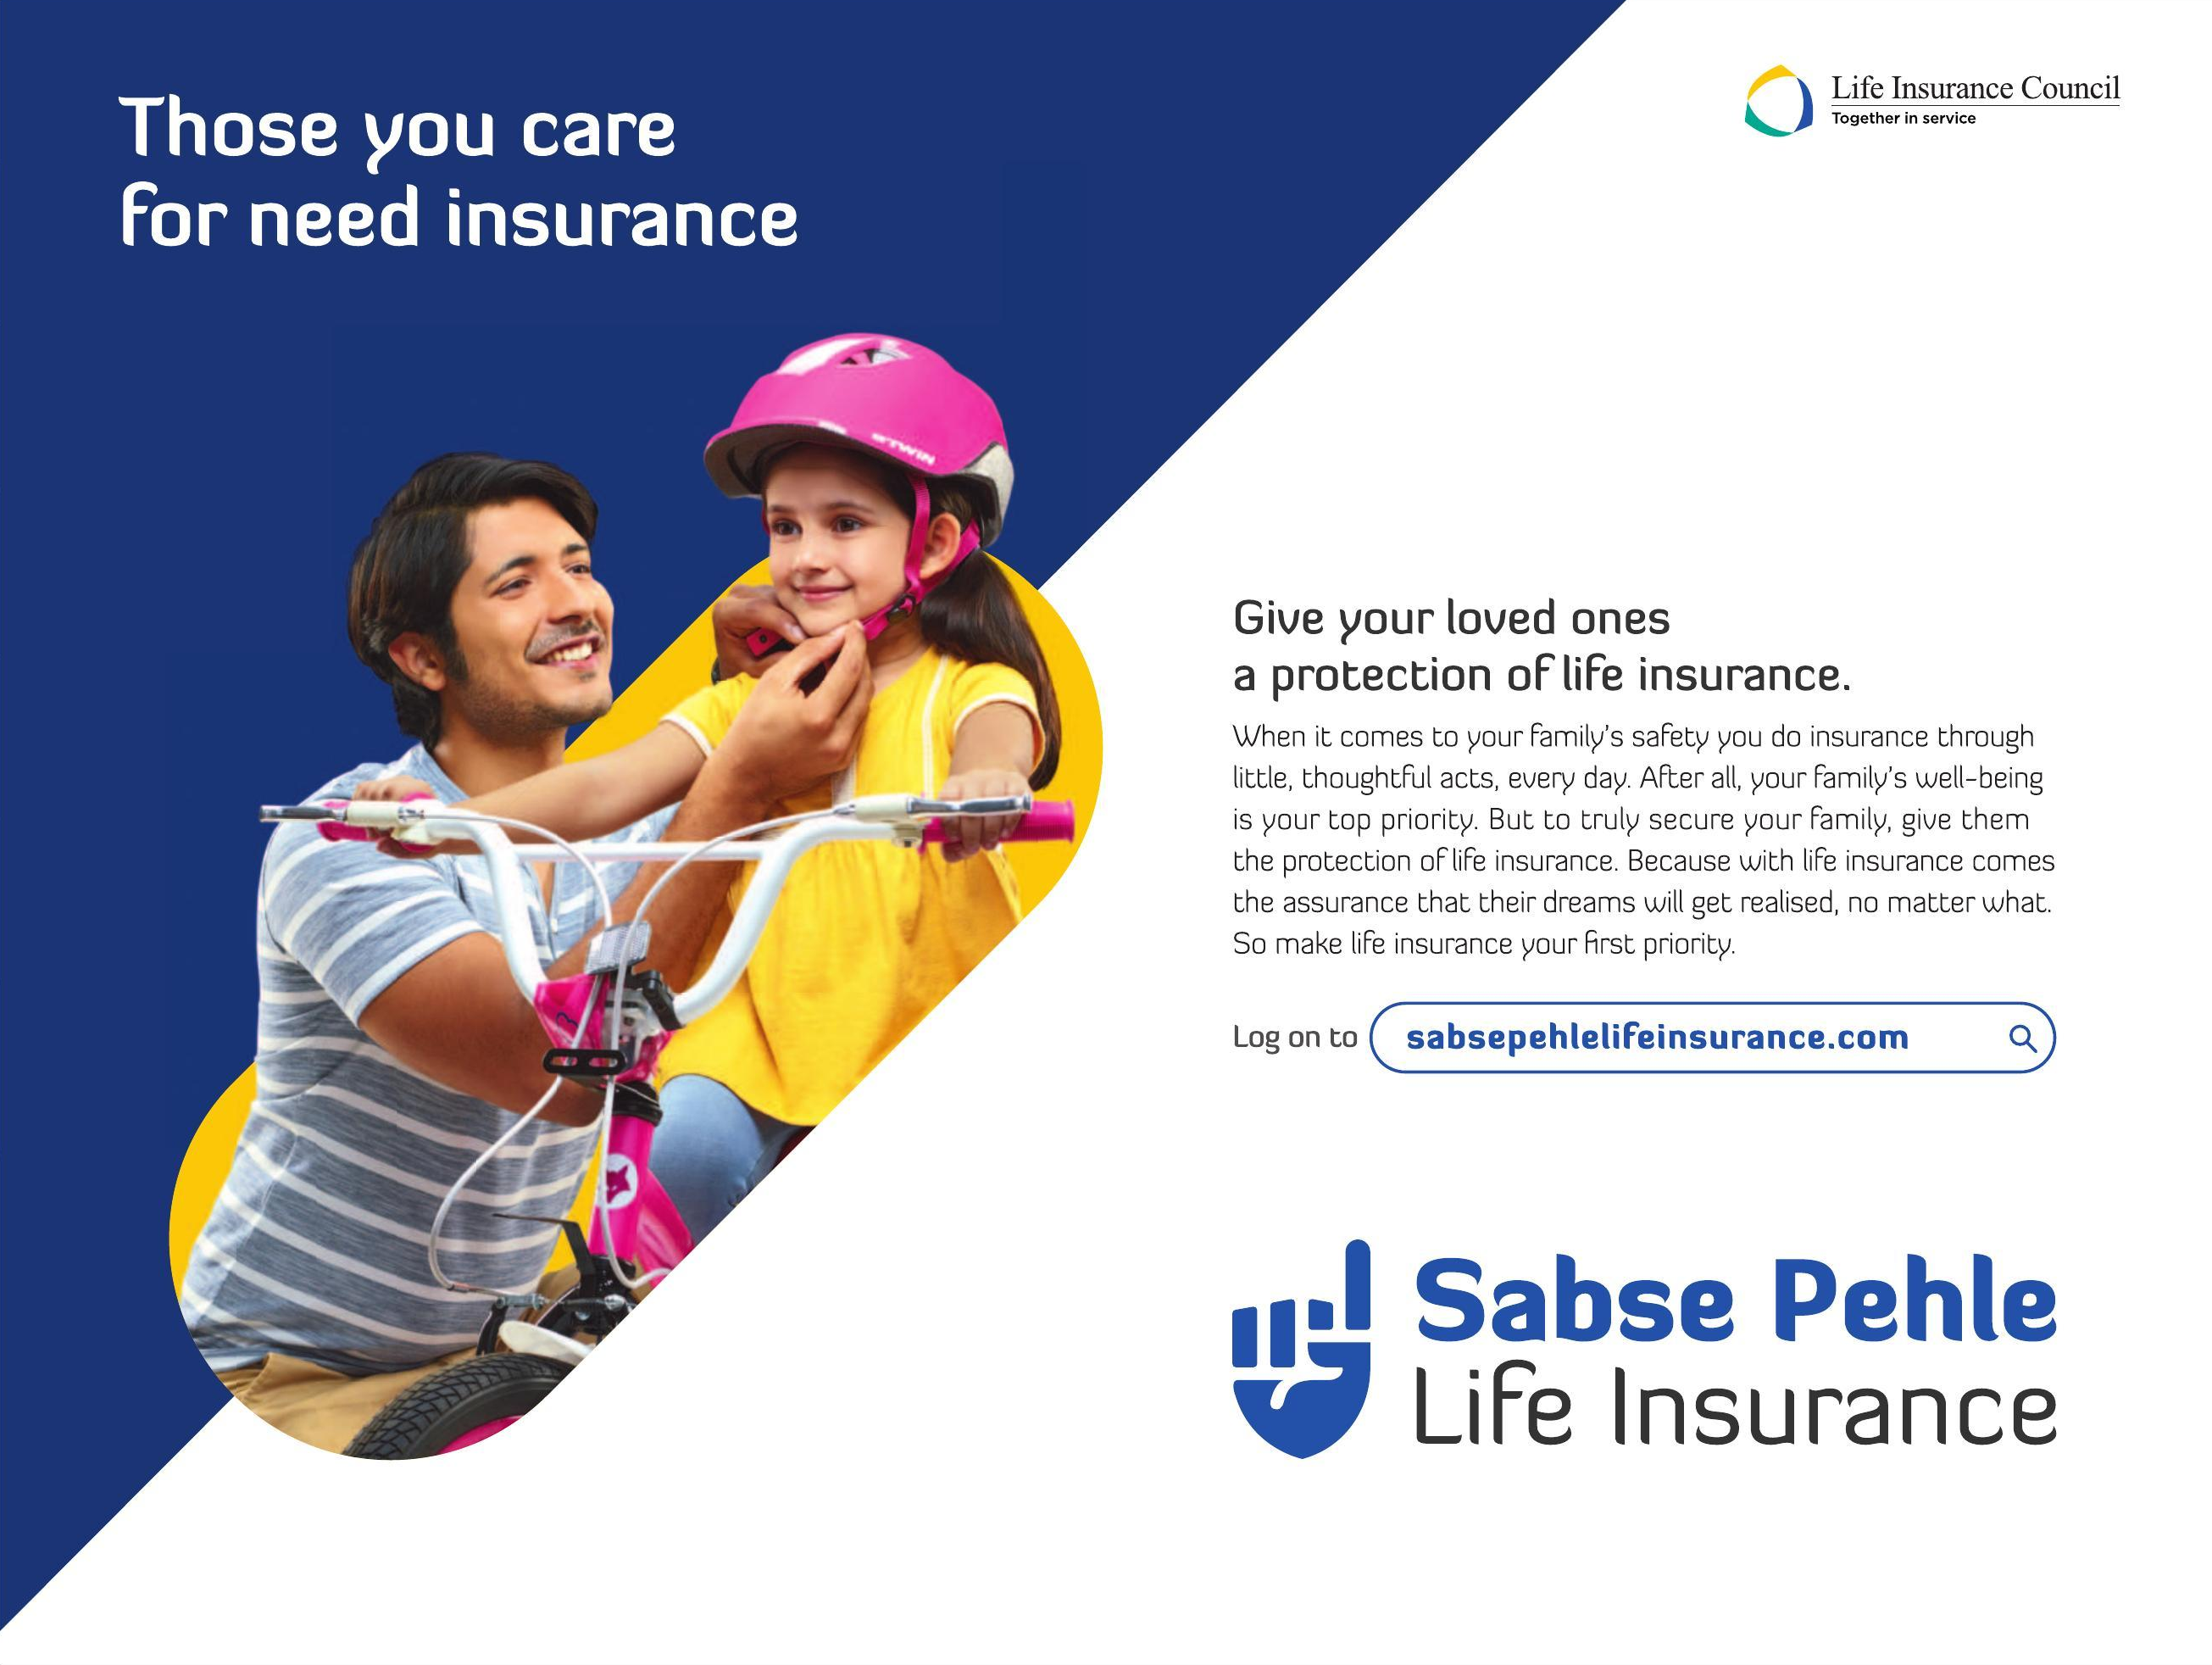 Those you care
for need insurance
Life Insurance Council
Together in service
B'TWIN
Give your loved ones
a protection of life insurance.
When it comes to your family's safety you do insurance through
little, thoughtful acts, every day. After all, your family's well-being
is your top priority. But to truly secure your family, give them
the protection of life insurance. Because with life insurance comes
the assurance that their dreams will get realised, no matter what.
So make life insurance your first priority.
Log on to sabsepehlelifeinsurance.com
Sabse Pehle
Life Insurance